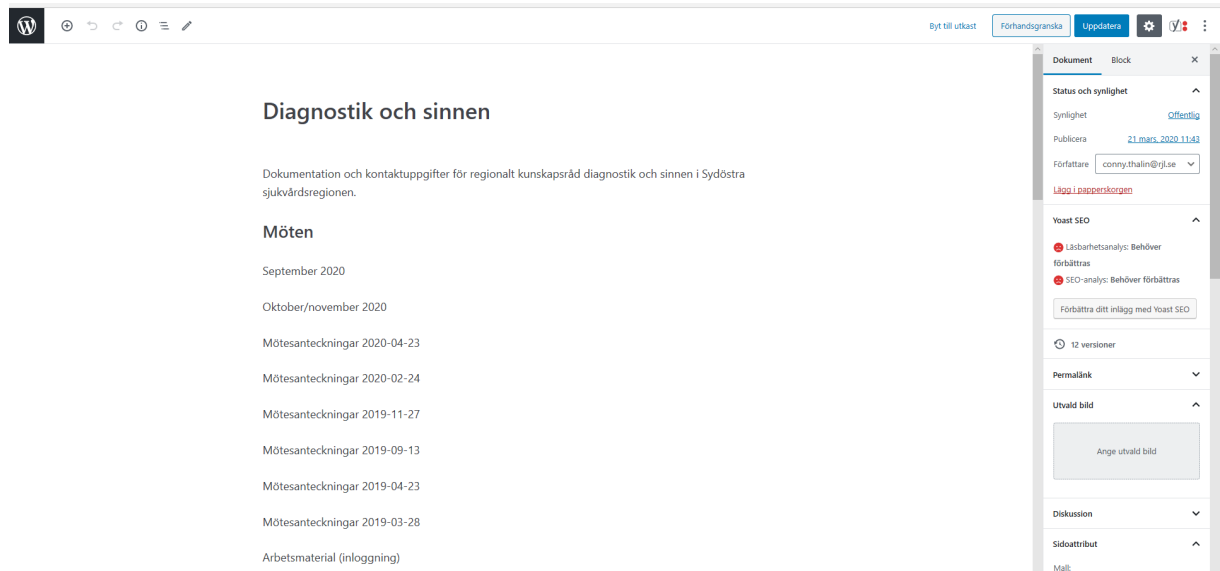 Byt till utkast
Förhandsgranska
Uppdatera
Diagnostik och sinnen
Dokumentation och kontaktuppgifter för regionalt kunskapsråd diagnostik och sinnen i Sydöstra
sjukvårdsregionen.
Möten
September 2020
Oktober/november 2020
Mötesanteckningar 2020-04-23
Mötesanteckningar 2020-02-24
Mötesanteckningar 2019-11-27
Mötesanteckningar 2019-09-13
Mötesanteckningar 2019-04-23
Mötesanteckningar 2019-03-28
Arbetsmaterial (inloggning)
Dokument Block
Status och synlighet
Synlighet Offentlig
Publicera 21 mars, 2020 11:43
Författare conny.thalin@rjl.se
Lägg i papperskorgen
Yoast SEO
Läsbarhetsanalys: Behöver
förbättras
SEO-analys: Behöver förbättras
Förbättra ditt inlägg med Yoast SEO
12 versioner
Permalänk
Utvald bild
Ange utvald bild
Diskussion
Sidoattribut
Mall: